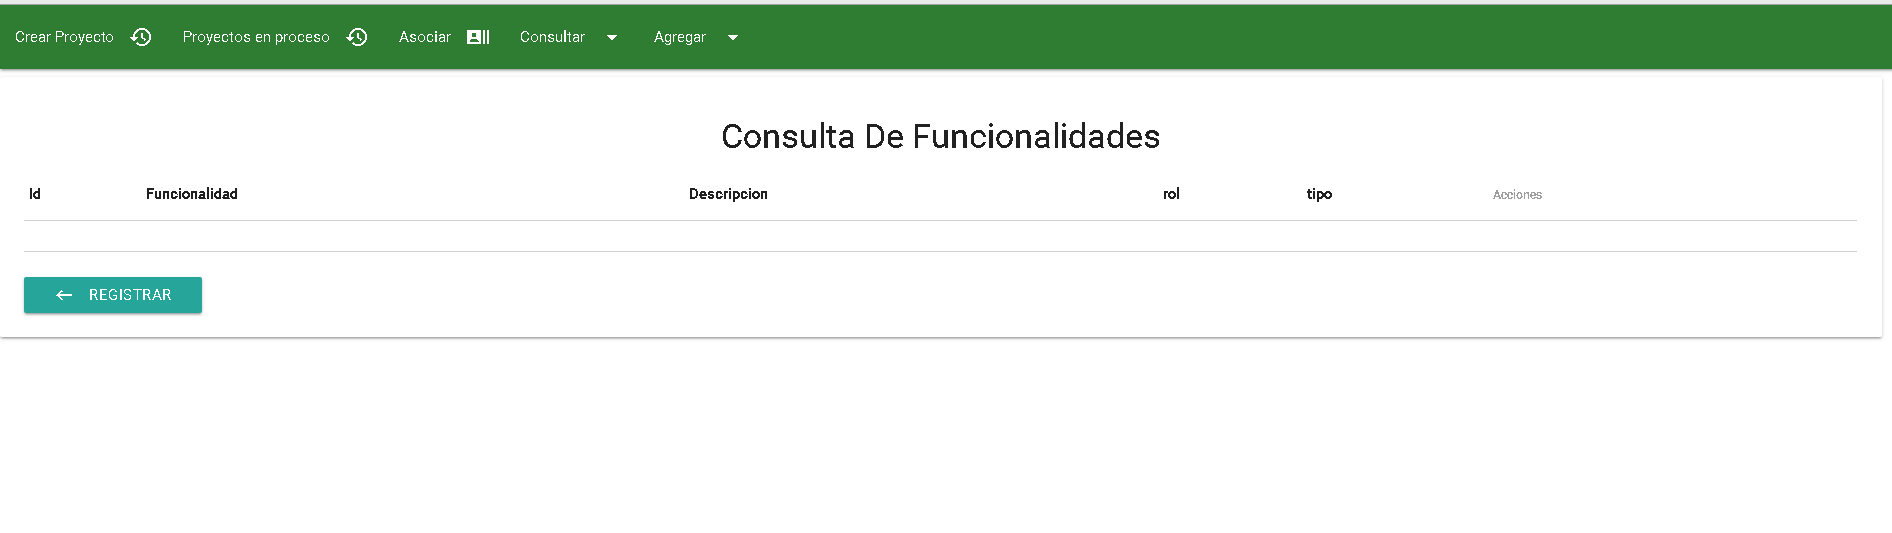 Crear Proyecto Proyectos en proceso Asociar Consultar Agregar
Consulta De Funcionalidades
Id Funcionalidad Descripcion rol tipo Acciones
REGISTRAR